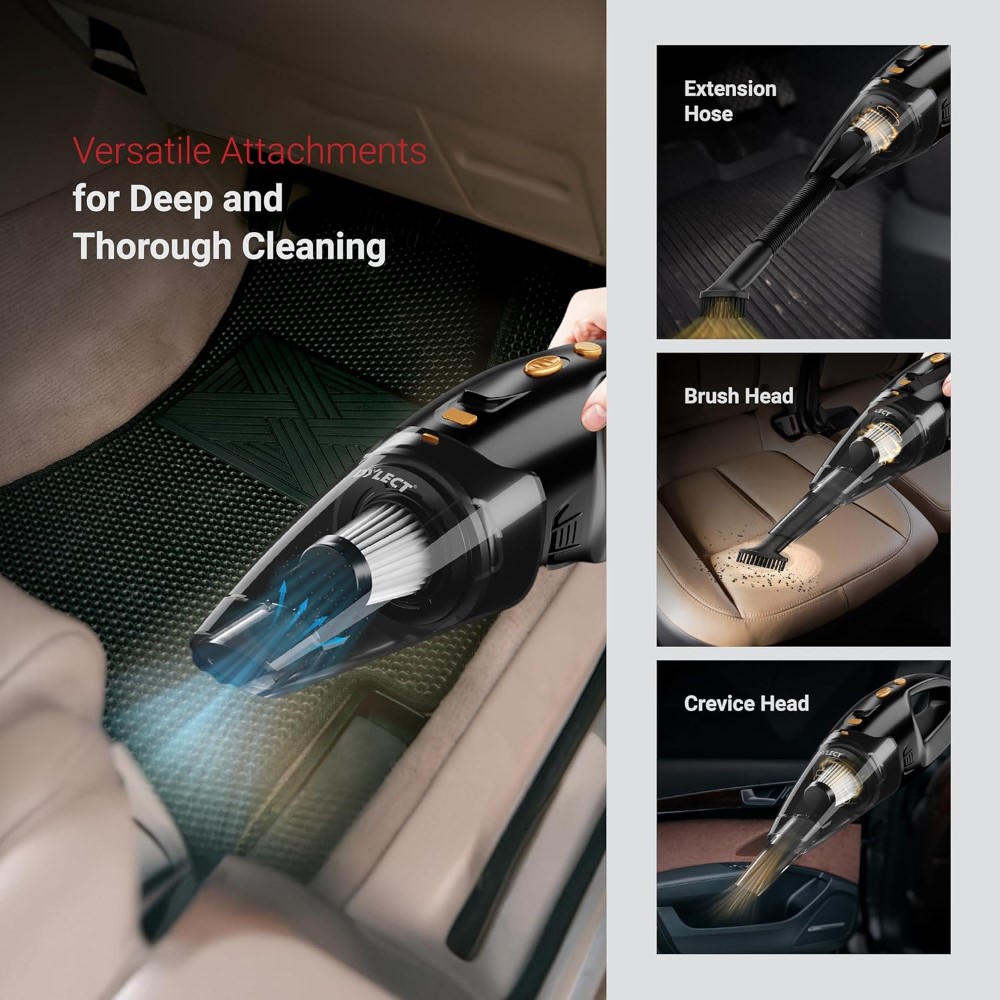 Versatile Attachments
for Deep and
Thorough Cleaning
Extension
Hose
Brush Head
Crevice Head